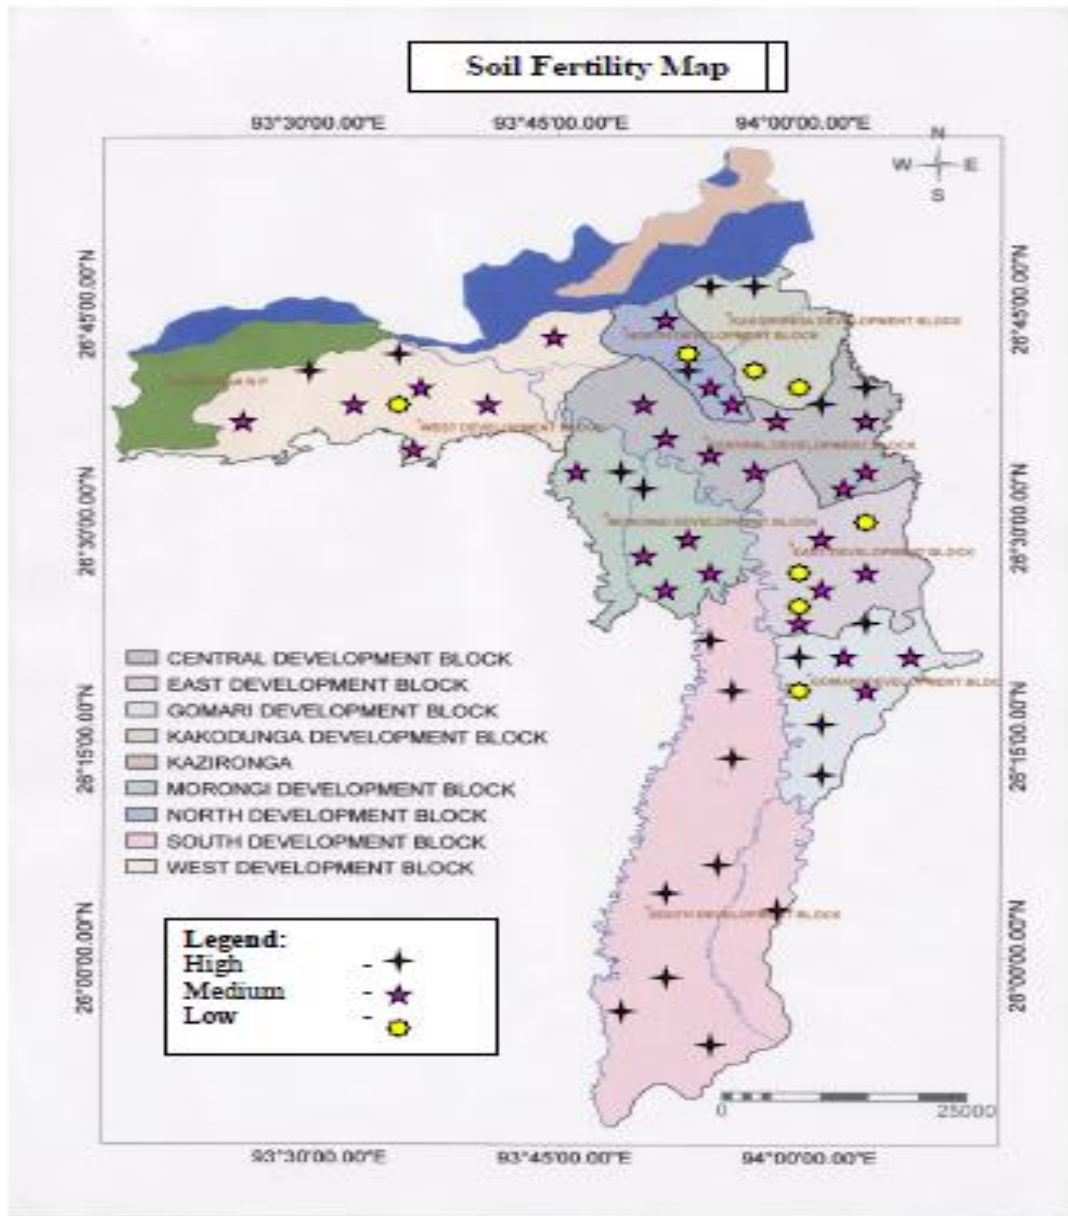 Soil Fertility Map
93°30'00.00"E 93°45'00.00"E 94°00'00.00"E
N
W E
S
26°45'00.00"N 26°45'00.00"N
KAKODUNGA DEVELOPMENT BLOCK
DEVELOPMENT BLOCK
N P
WEST DEVELOPMENT BLOCK
CENTRAL DEVELOPMENT BLOCK
26°30'00.00"N 26°30'00.00"N
MORONGI DEVELOPMENT BLOCK
EAST DEVELOPMENT BLOCK
GOMARI DEVELOPMENT BLOC
26°15'00.00"N 26°15'00.00"N
CENTRAL DEVELOPMENT BLOCK
EAST DEVELOPMENT BLOCK
GOMARI DEVELOPMENT BLOCK
KAKODUNGA DEVELOPMENT BLOCK
KAZIRONGA
MORONGI DEVELOPMENT BLOCK
NORTH DEVELOPMENT BLOCK
SOUTH DEVELOPMENT BLOCK
WEST DEVELOPMENT BLOCK
SOUTH DEVELOPMENT BLOCK
26°00'00.00"N 26°00'00.00"N
Legend:
High -
Medium -
Low -
0 25000
93°30'00.00"E 93°45'00.00"E 94°00'00.00"E